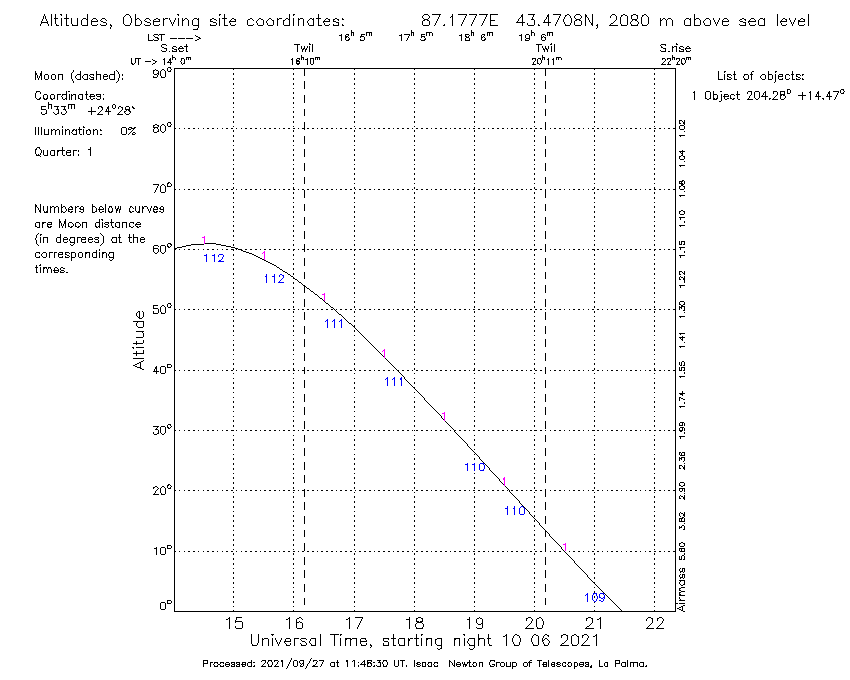 Altitudes, Observing site coordinates: 87.1777E 43.4708N, 2080 m above sea level
LST ---> 16h 5m 17h 5m 18h 6m 19h 6m
S.set Twil Twil S.rise
UT -> 14h 0m 16h10m 20h11m 22h20m
Moon (dashed):
Coordinates:
5h33m +24°28'
Illumination: 0%
Quarter: 1
Numbers below curves
are Moon distance
(in degrees) at the
corresponding
times.
List of objects:
1 Object 204.28D +14.47°
90°
80°
70°
60°
50°
40°
30°
20°
10°
0°
Altitude
1 1 1 1 1 1 1
112 112 111 111 110 110 109
1.02
1.04
1.06
1.10
1.15
1.22
1.30
1.41
1.55
1.74
1.99
2.36
2.90
3.82
5.60
Airmass
15 16 17 18 19 20 21 22
Universal Time, starting night 10 06 2021
Processed: 2021/09/27 at 11:48:30 UT. Isaac Newton Group of Telescopes, La Palma.